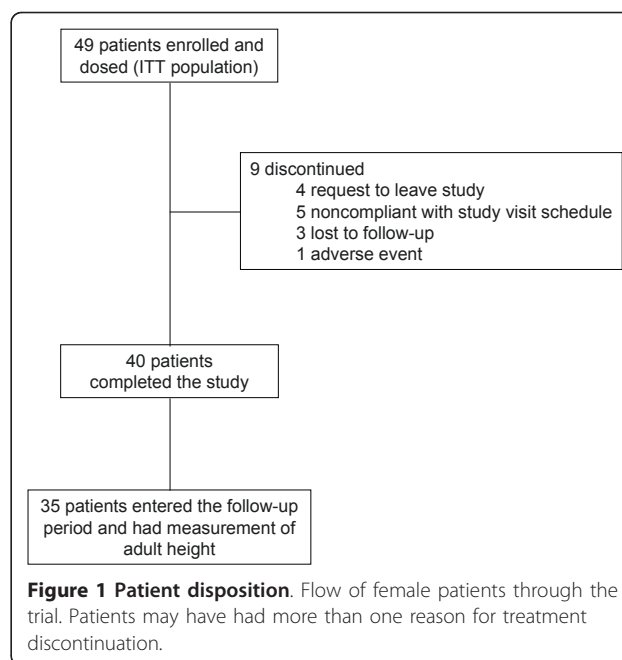 49 patients enrolled and
dosed (ITT population)
9 discontinued
4 request to leave study
5 noncompliant with study visit schedule
3 lost to follow-up
1 adverse event
40 patients
completed the study
35 patients entered the follow-up
period and had measurement of
adult height
Figure 1 Patient disposition. Flow of female patients through the
trial. Patients may have had more than one reason for treatment
discontinuation.